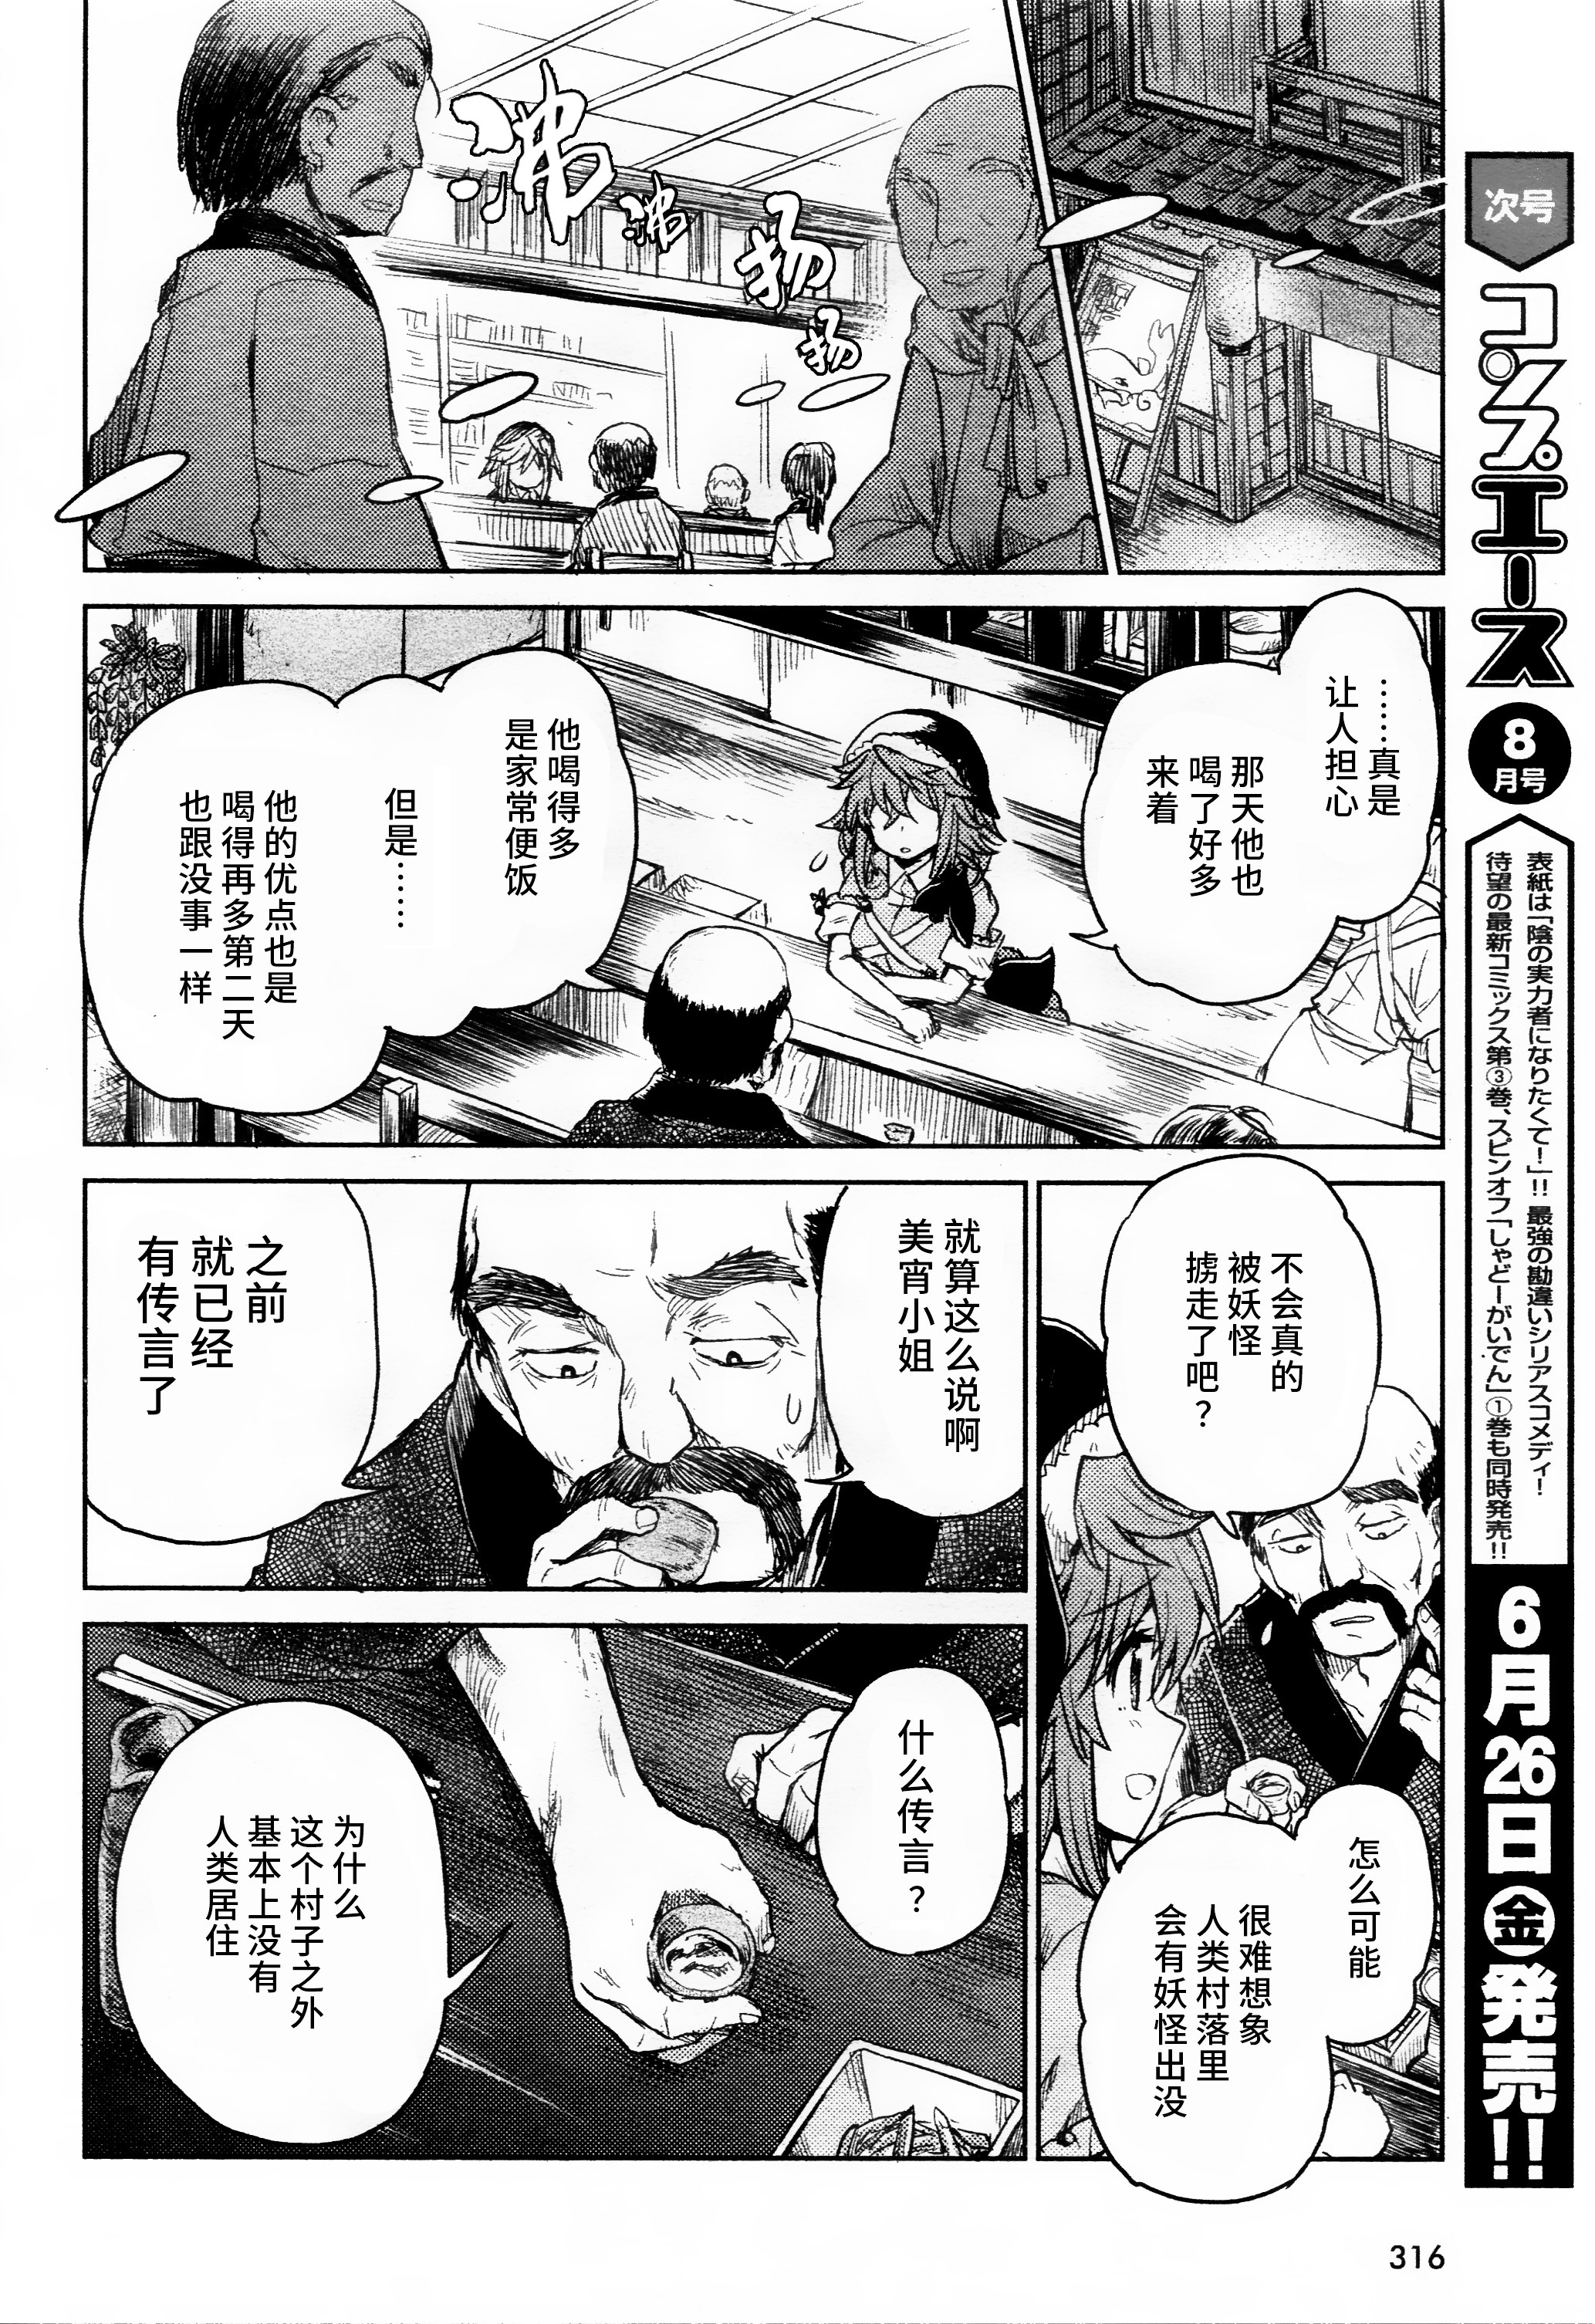 沸
沸
扬
扬
……真是
让人担心
那天他也
喝了好多
来着
他喝得多
是家常便饭
但是……
他的优点也是
喝得再多第二天
也跟没事一样
不会真的
被妖怪
掳走了吧？
怎么可能
很难想象
人类村落里
会有妖怪出没
就算这么说啊
美宵小姐
之前
就已经
有传言了
什么传言？
为什么
这个村子之外
基本上没有
人类居住
次号
コンプエース
8
月号
表紙は「陰の実力者になりたくて！」!! 最強の勘違いシリアスコメディ！
待望の最新コミックス第③巻、スピンオフ「しゃどーがいでん」①巻も同時発売!!
6月26日㊎発売!!
316